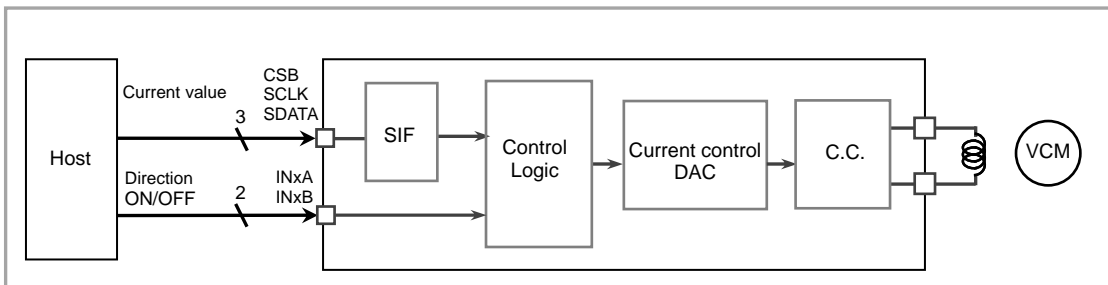 Host
Current value
3
CSB
SCLK
SDATA
Direction
ON/OFF
2
INxA
INxB
SIF
Control
Logic
Current control
DAC
C.C.
VCM